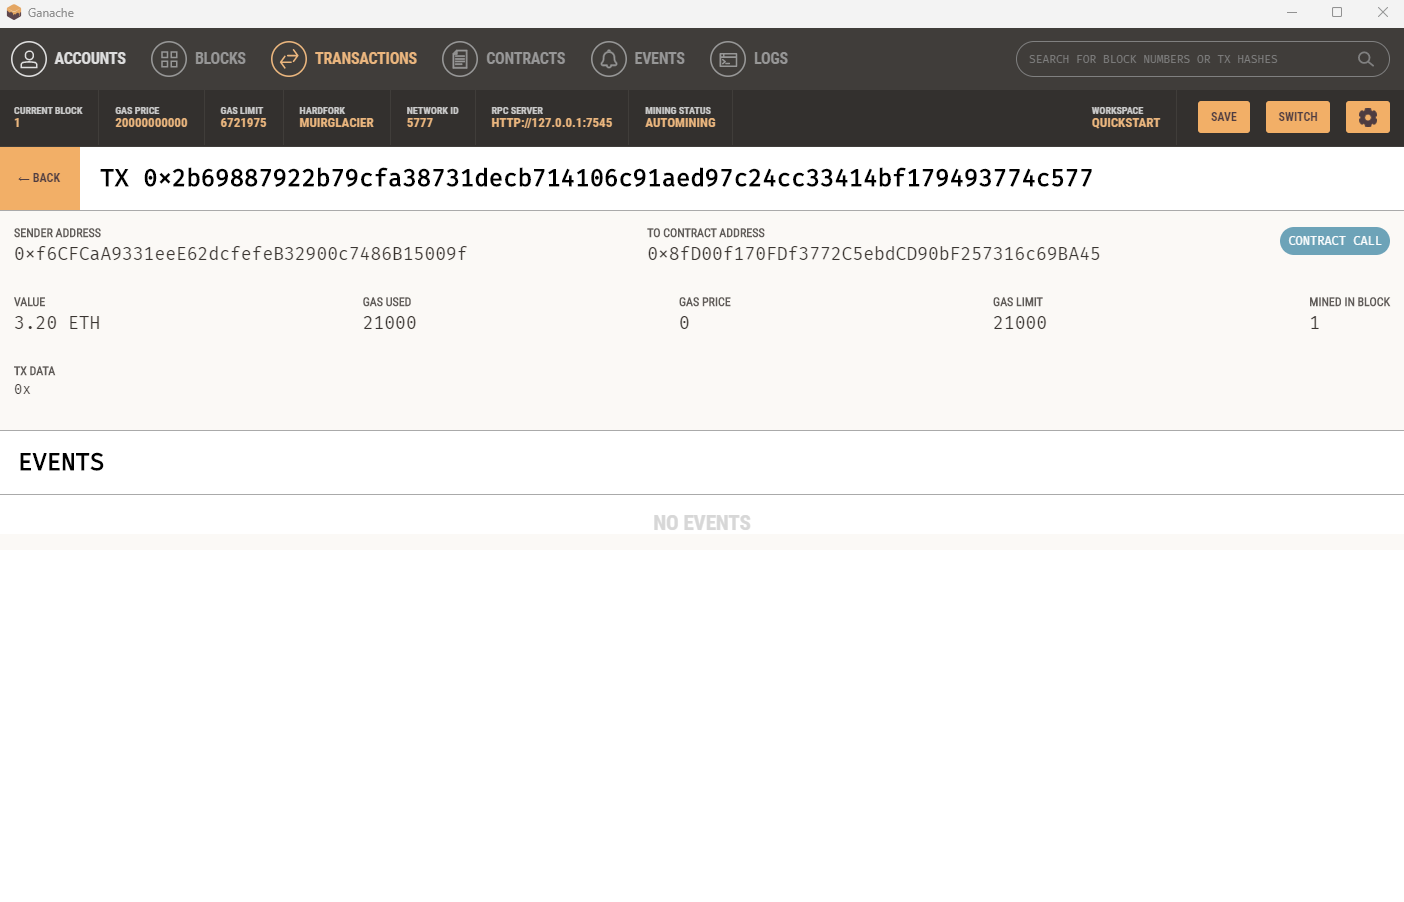 Ganache
ACCOUNTS BLOCKS TRANSACTIONS CONTRACTS EVENTS LOGS SEARCH FOR BLOCK NUMBERS OR TX HASHES
CURRENT BLOCK GAS PRICE GAS LIMIT HARDFORK NETWORK ID RPC SERVER MINING STATUS WORKSPACE
1 20000000000 6721975 MUIRGLACIER 5777 HTTP://127.0.0.1:7545 AUTOMINING QUICKSTART SAVE SWITCH
← BACK TX 0×2b69887922b79cfa38731decb714106c91aed97c24cc33414bf179493774c577
SENDER ADDRESS TO CONTRACT ADDRESS
0×f6CFCaA9331eeE62dcfefeB32900c7486B15009f 0×8fD00f170FDf3772C5ebdCD90bF257316c69BA45 CONTRACT CALL
VALUE GAS USED GAS PRICE GAS LIMIT MINED IN BLOCK
3.20 ETH 21000 0 21000 1
TX DATA
0x
EVENTS
NO EVENTS